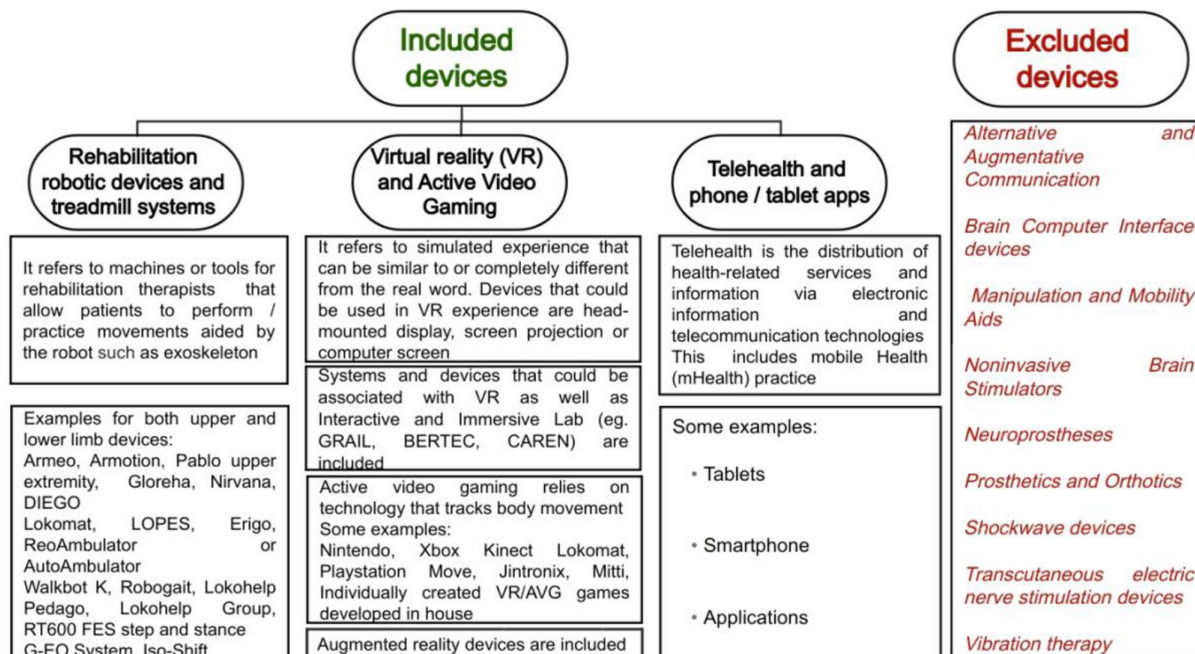 Included
devices
Excluded
devices
Rehabilitation
robotic devices and
treadmill systems
Virtual reality (VR)
and Active Video
Gaming
Telehealth and
phone / tablet apps
It refers to machines or tools for
rehabilitation therapists that
allow patients to perform /
practice movements aided by
the robot such as exoskeleton
Examples for both upper and
lower limb devices:
Armeo, Armotion, Pablo upper
extremity, Gloreha, Nirvana,
DIEGO
Lokomat, LOPES, Erigo,
ReoAmbulator or
AutoAmbulator
Walkbot K, Robogait, Lokohelp
Pedago, Lokohelp Group,
RT600 FES step and stance
G-EO System, Iso-Shift
It refers to simulated experience that
can be similar to or completely different
from the real word. Devices that could
be used in VR experience are head-
mounted display, screen projection or
computer screen
Systems and devices that could be
associated with VR as well as
Interactive and Immersive Lab (eg.
GRAIL, BERTEC, CAREN) are
included
Active video gaming relies on
technology that tracks body movement
Some examples:
Nintendo, Xbox Kinect Lokomat,
Playstation Move, Jintronix, Mitti,
Individually created VR/AVG games
developed in house
Augmented reality devices are included
Telehealth is the distribution of
health-related services and
information via electronic
information and
telecommunication technologies
This includes mobile Health
(mHealth) practice
Some examples:
• Tablets
• Smartphone
• Applications
Alternative and
Augmentative
Communication
Brain Computer Interface
devices
Manipulation and Mobility
Aids
Noninvasive Brain
Stimulators
Neuroprostheses
Prosthetics and Orthotics
Shockwave devices
Transcutaneous electric
nerve stimulation devices
Vibration therapy